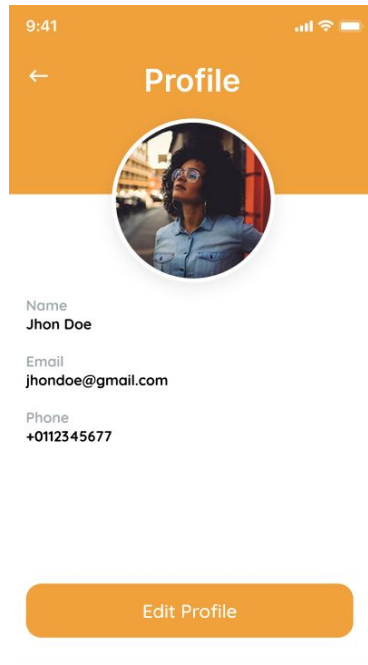 9:41
Profile
Name
Jhon Doe
Email
jhondoe@gmail.com
Phone
+0112345677
Edit Profile